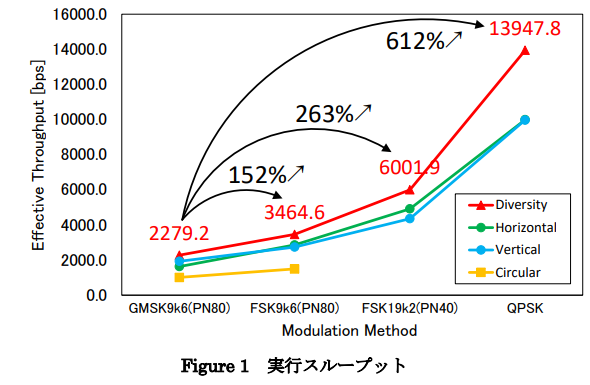 16000.0
14000.0
12000.0
10000.0
8000.0
6000.0
4000.0
2000.0
0.0
Effective Throughput [bps]
612%↗
13947.8
263%↗
6001.9
152%↗
3464.6
2279.2
Diversity
Horizontal
Vertical
Circular
GMSK9k6(PN80) FSK9k6(PN80) FSK19k2(PN40) QPSK
Modulation Method
Figure 1 実行スループット